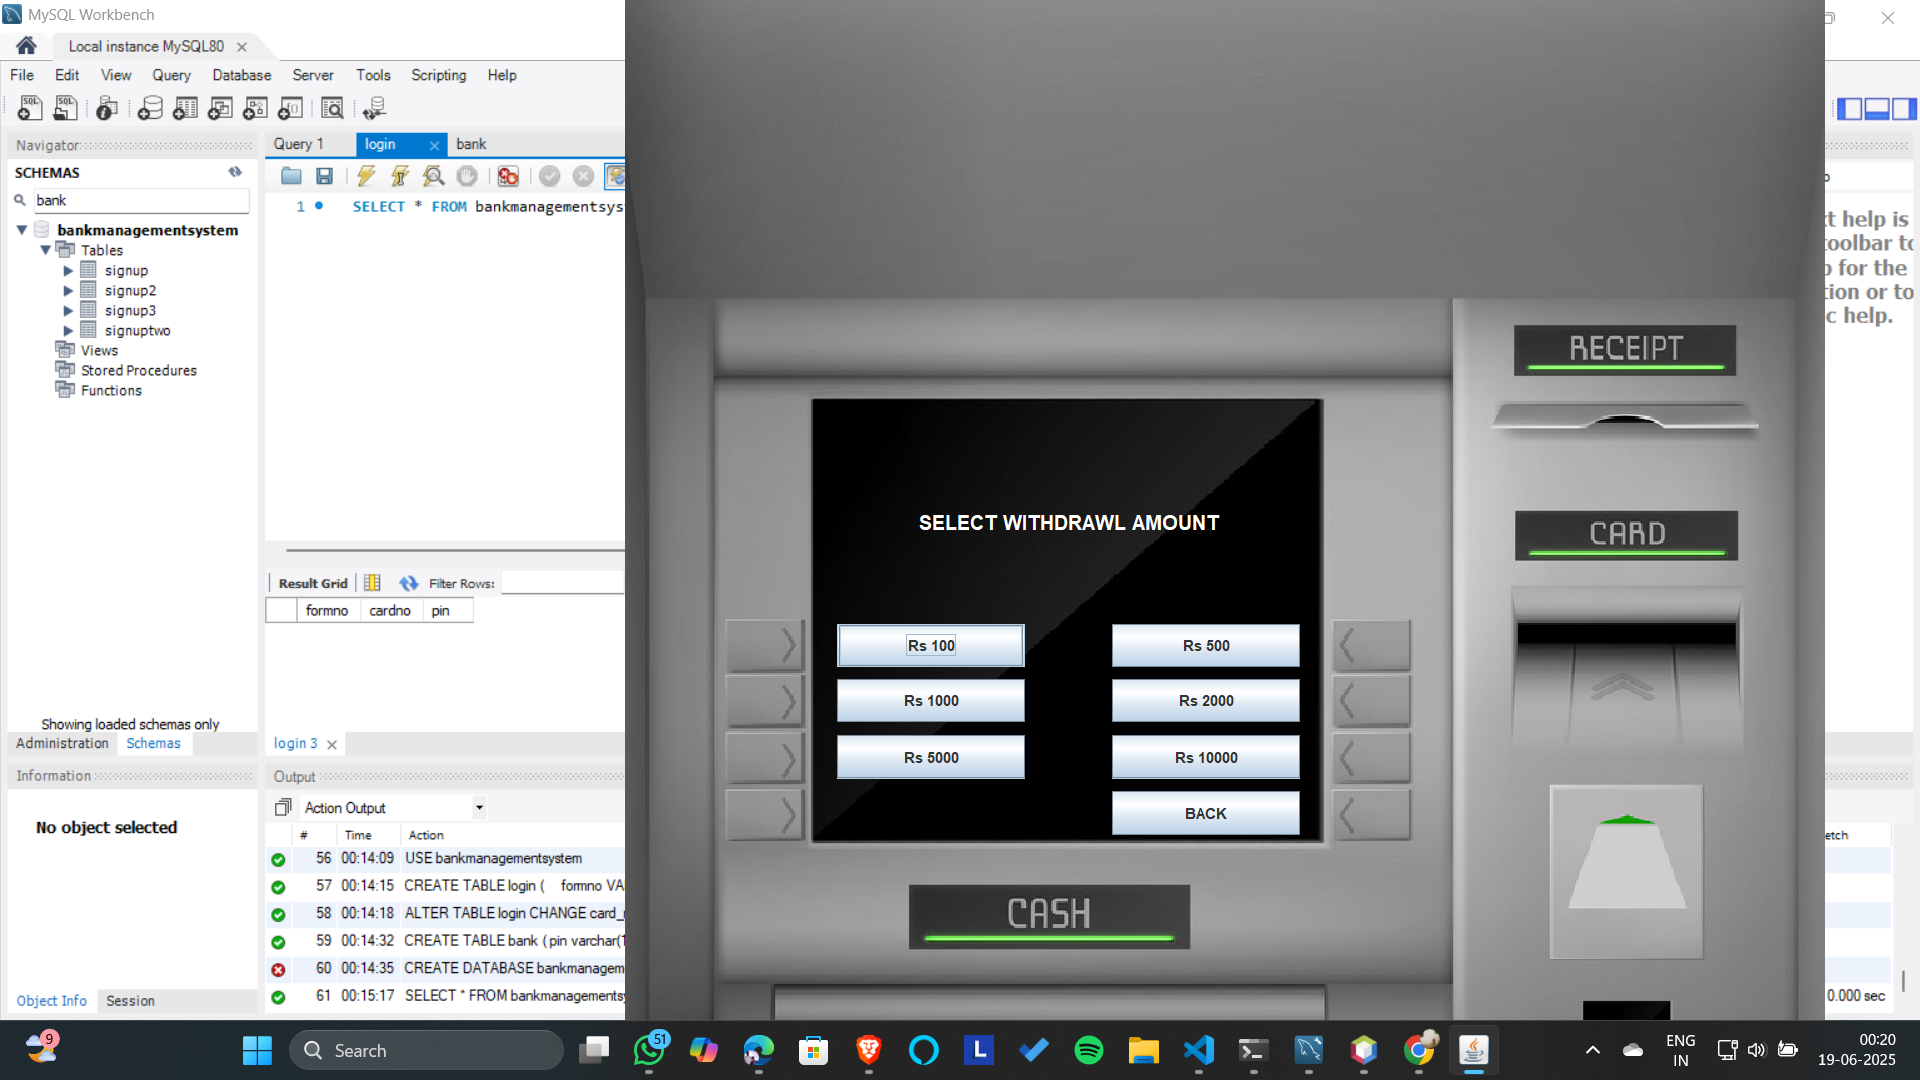 MySQL Workbench
Local instance MySQL80
File Edit View Query Database Server Tools Scripting Help
Navigator
SCHEMAS
bank
bankmanagementsystem
Tables
signup
signup2
signup3
signuptwo
Views
Stored Procedures
Functions
Showing loaded schemas only
Administration Schemas
Information
No object selected
Object Info Session
Query 1 login bank
1 SELECT * FROM bankmanagementsys
Result Grid Filter Rows:
formno cardno pin
login 3
Output
Action Output
# Time Action
56 00:14:09 USE bankmanagementsystem
57 00:14:15 CREATE TABLE login ( formno VA
58 00:14:18 ALTER TABLE login CHANGE card_
59 00:14:32 CREATE TABLE bank ( pin varchar(1
60 00:14:35 CREATE DATABASE bankmanagem
61 00:15:17 SELECT * FROM bankmanagements
SELECT WITHDRAWL AMOUNT
Rs 100 Rs 500
Rs 1000 Rs 2000
Rs 5000 Rs 10000
BACK
CASH
RECEIPT
CARD
help is
toolbar
for the
tion or to
c help.
etch
0.000 sec
9
Search
51
L
ENG
IN
00:20
19-06-2025